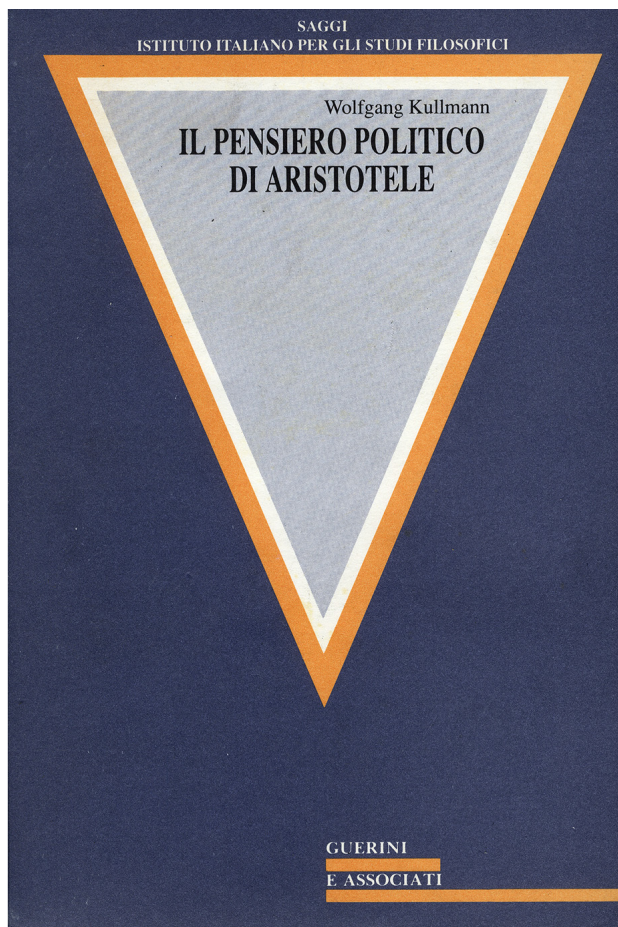 SAGGI
ISTITUTO ITALIANO PER GLI STUDI FILOSOFICI
Wolfgang Kullmann
IL PENSIERO POLITICO
DI ARISTOTELE
GUERINI
E ASSOCIATI